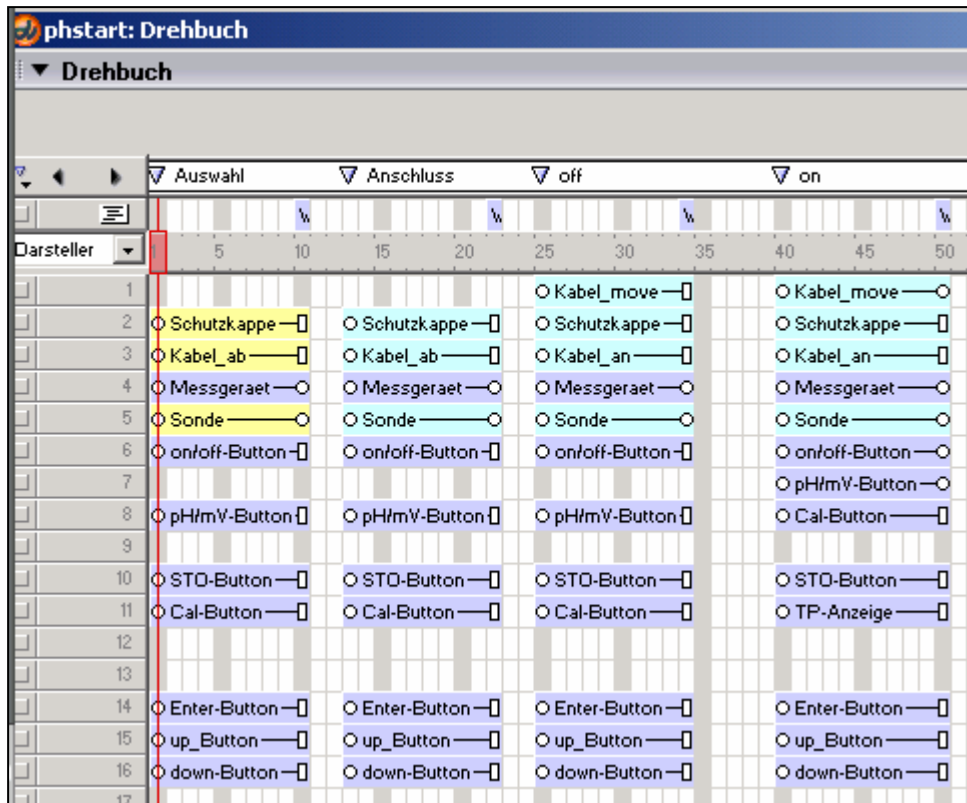 phstart: Drehbuch
Drehbuch
Auswahl Anschluss off on
Darsteller 1 5 10 15 20 25 30 35 40 45 50
1 Kabel_move Kabel_move
2 Schutzkappe Schutzkappe Schutzkappe Schutzkappe
3 Kabel_ab Kabel_ab Kabel_an Kabel_an
4 Messgeraet Messgeraet Messgeraet Messgeraet
5 Sonde Sonde Sonde Sonde
6 on/off-Button on/off-Button on/off-Button on/off-Button
7 pH/mV-Button
8 pH/mV-Button pH/mV-Button pH/mV-Button Cal-Button
9
10 STO-Button STO-Button STO-Button STO-Button
11 Cal-Button Cal-Button Cal-Button TP-Anzeige
12
13
14 Enter-Button Enter-Button Enter-Button Enter-Button
15 up_Button up_Button up_Button up_Button
16 down-Button down-Button down-Button down-Button
17